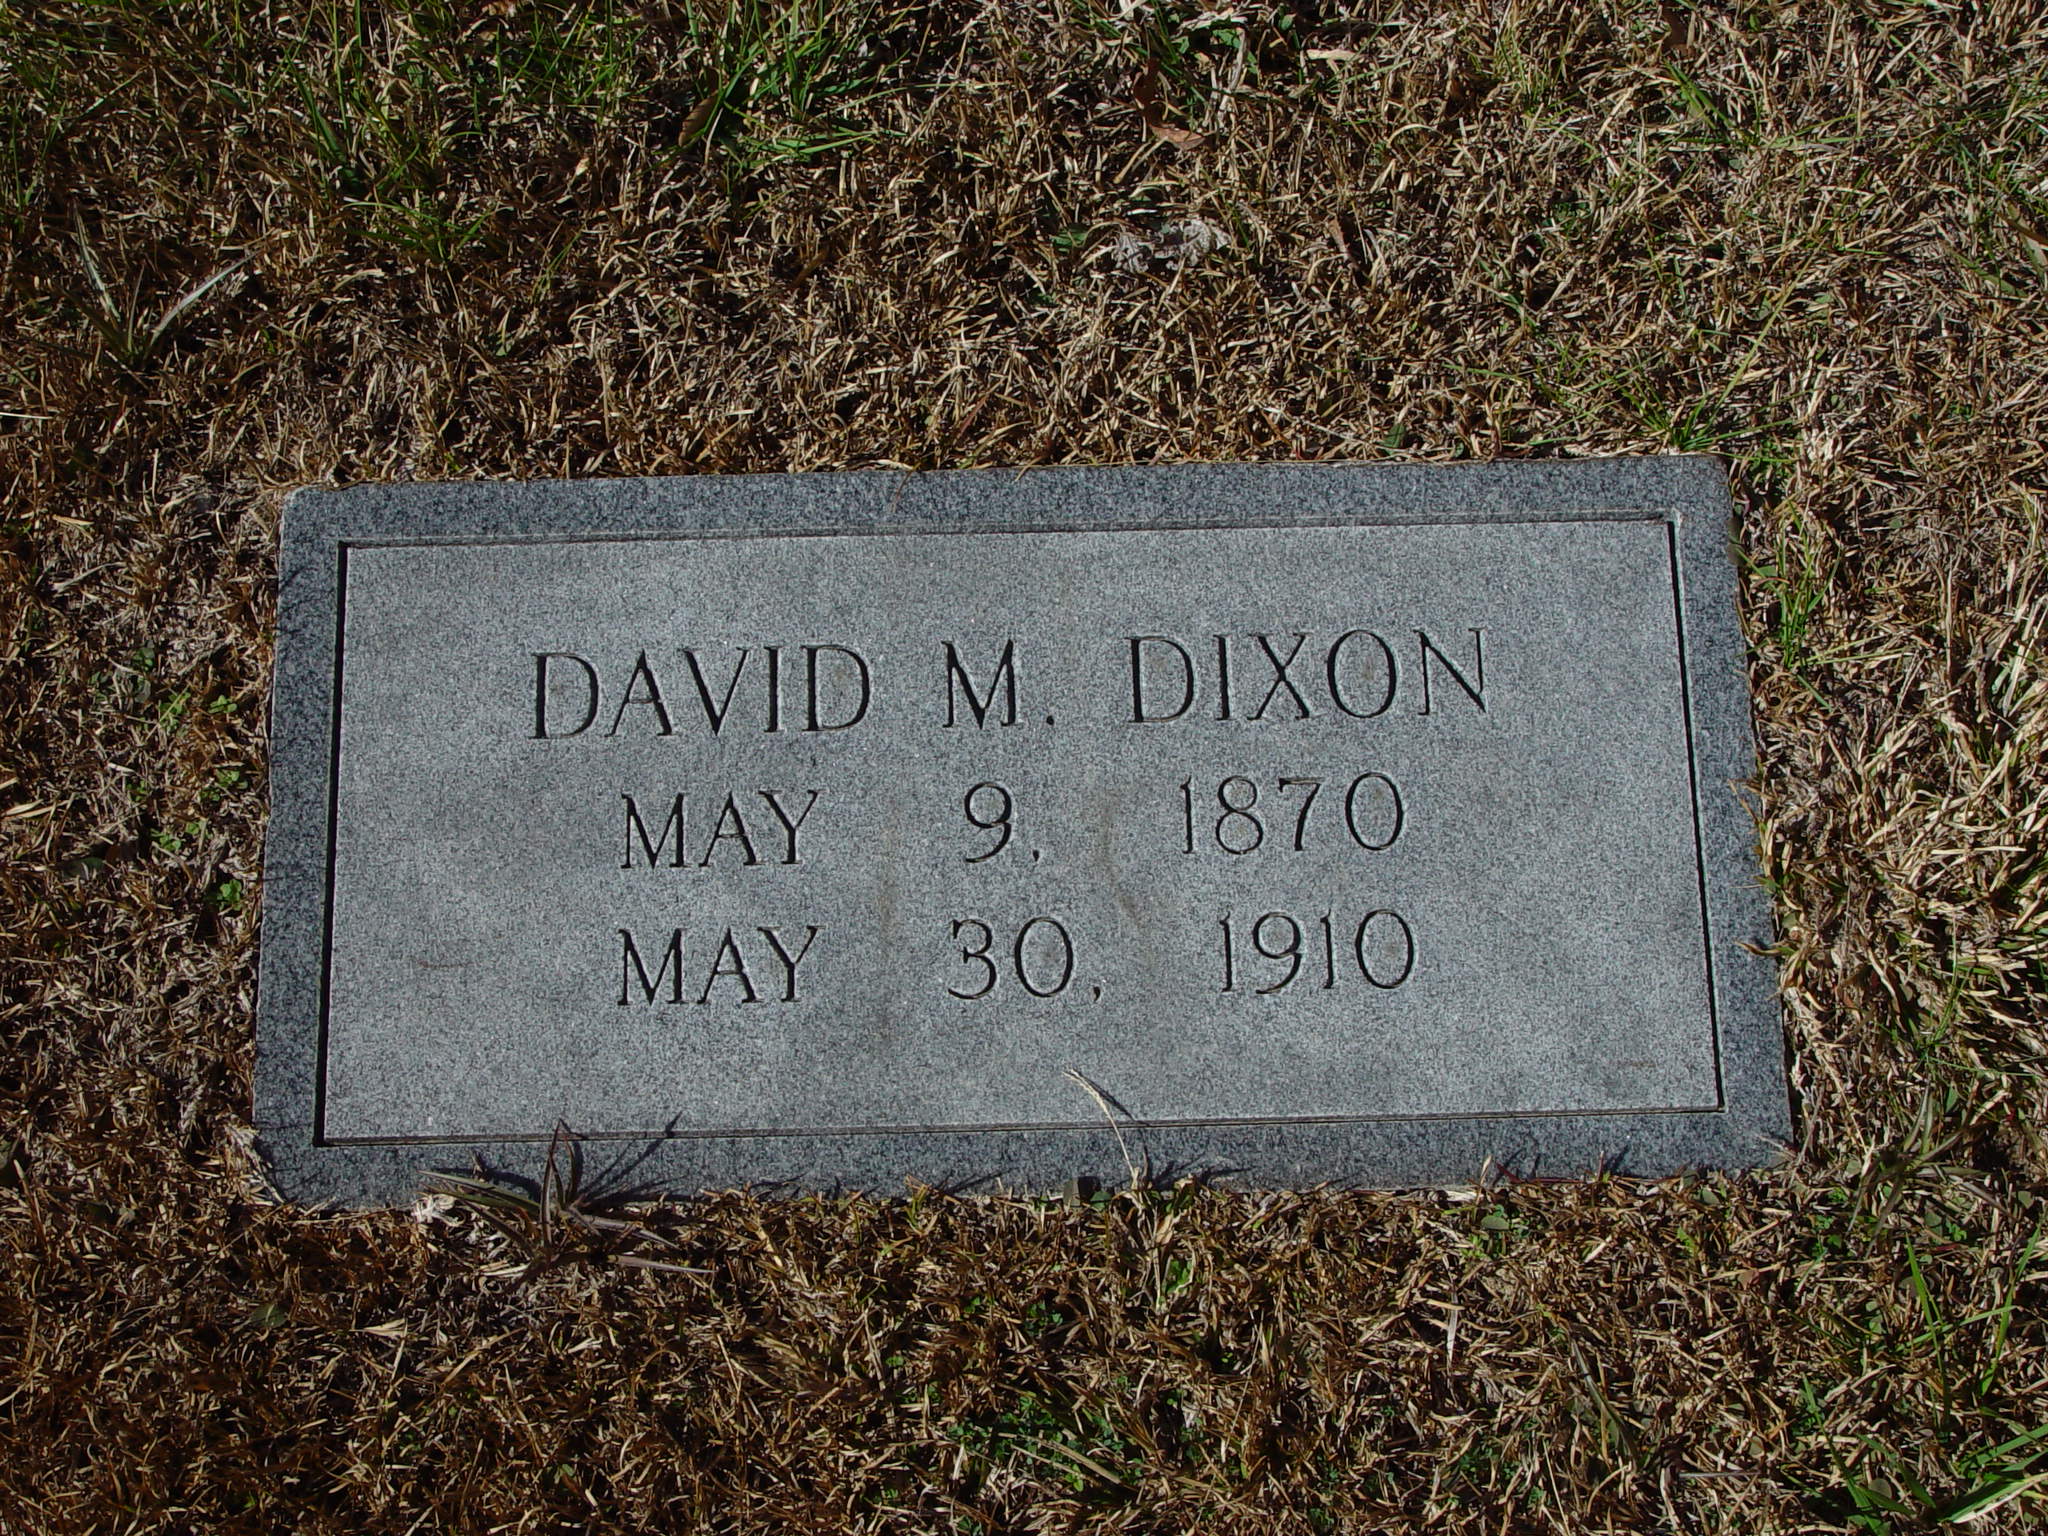 DAVID M. DIXON
MAY 9, 1870
MAY 30, 1910